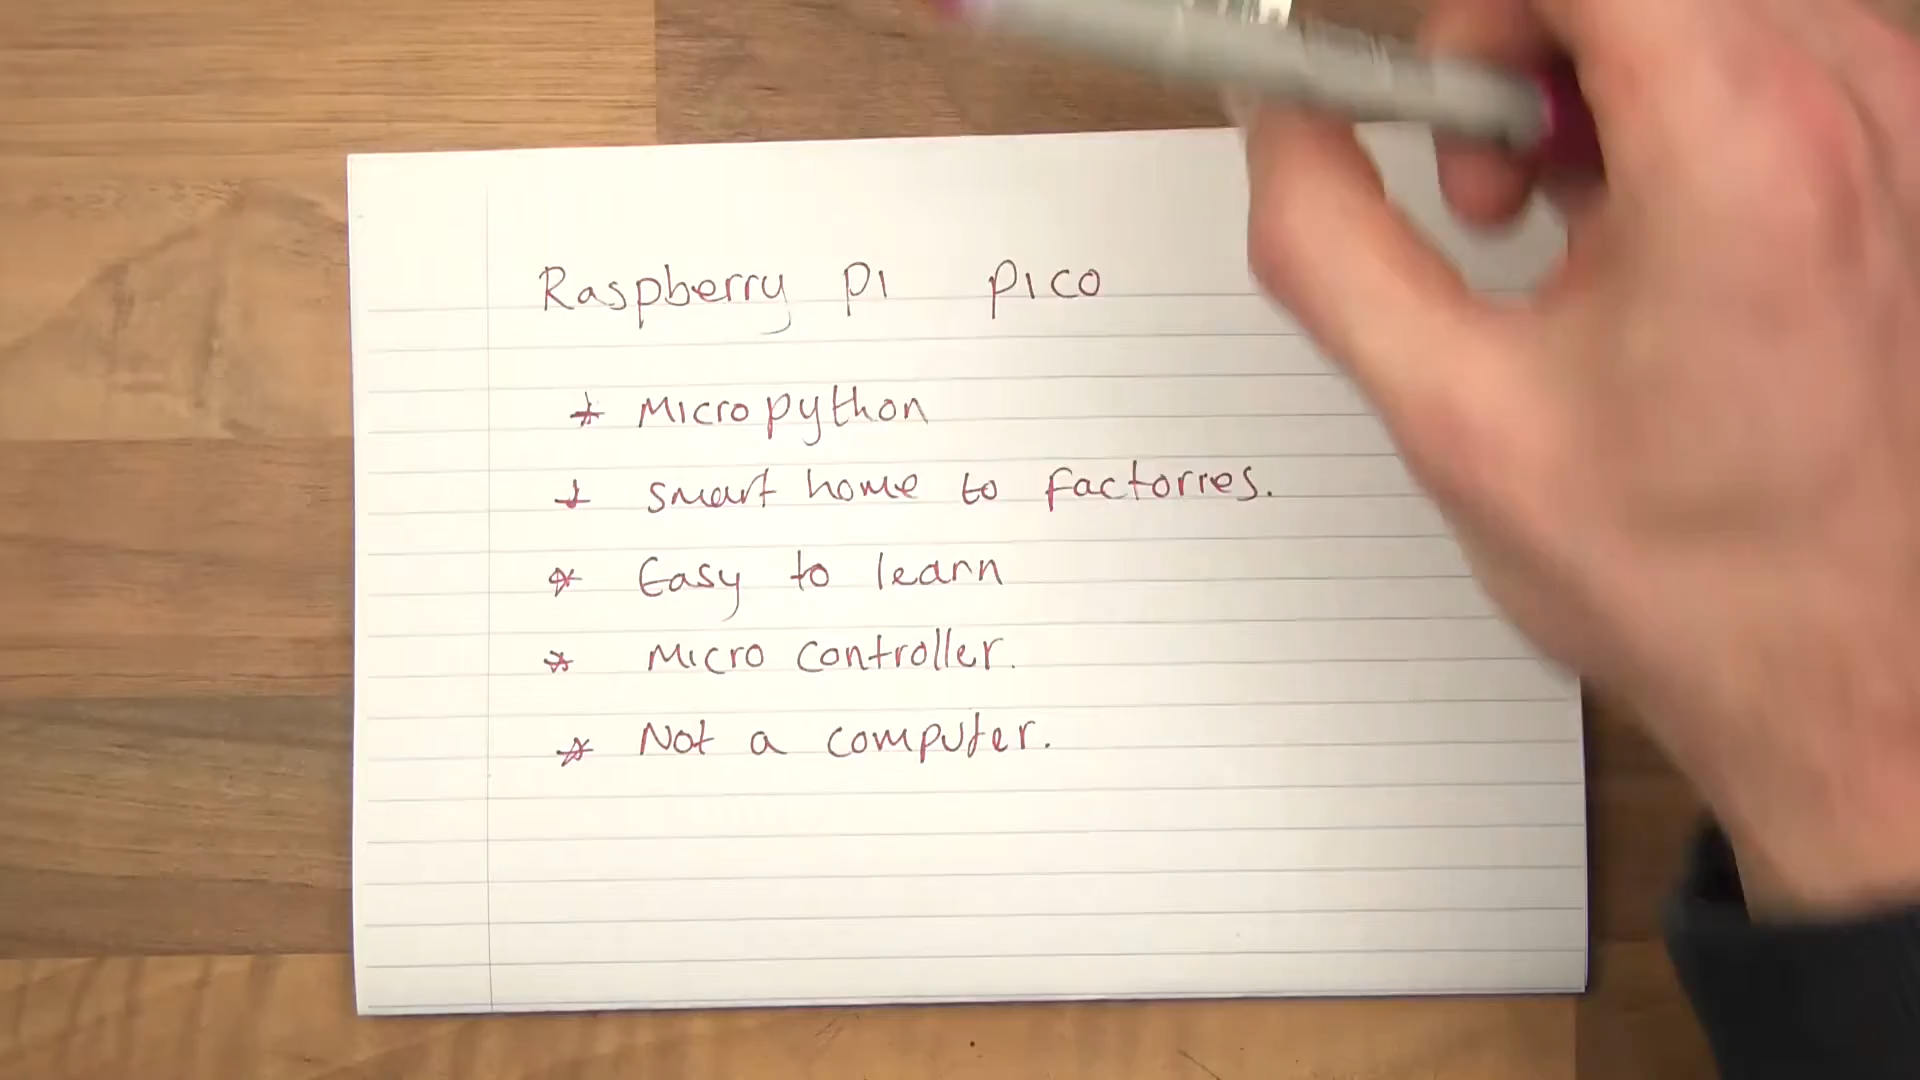 Raspberry Pi Pico
* Micropython
* smart home to factorres.
* Easy to learn
* Micro controller.
* Not a computer.